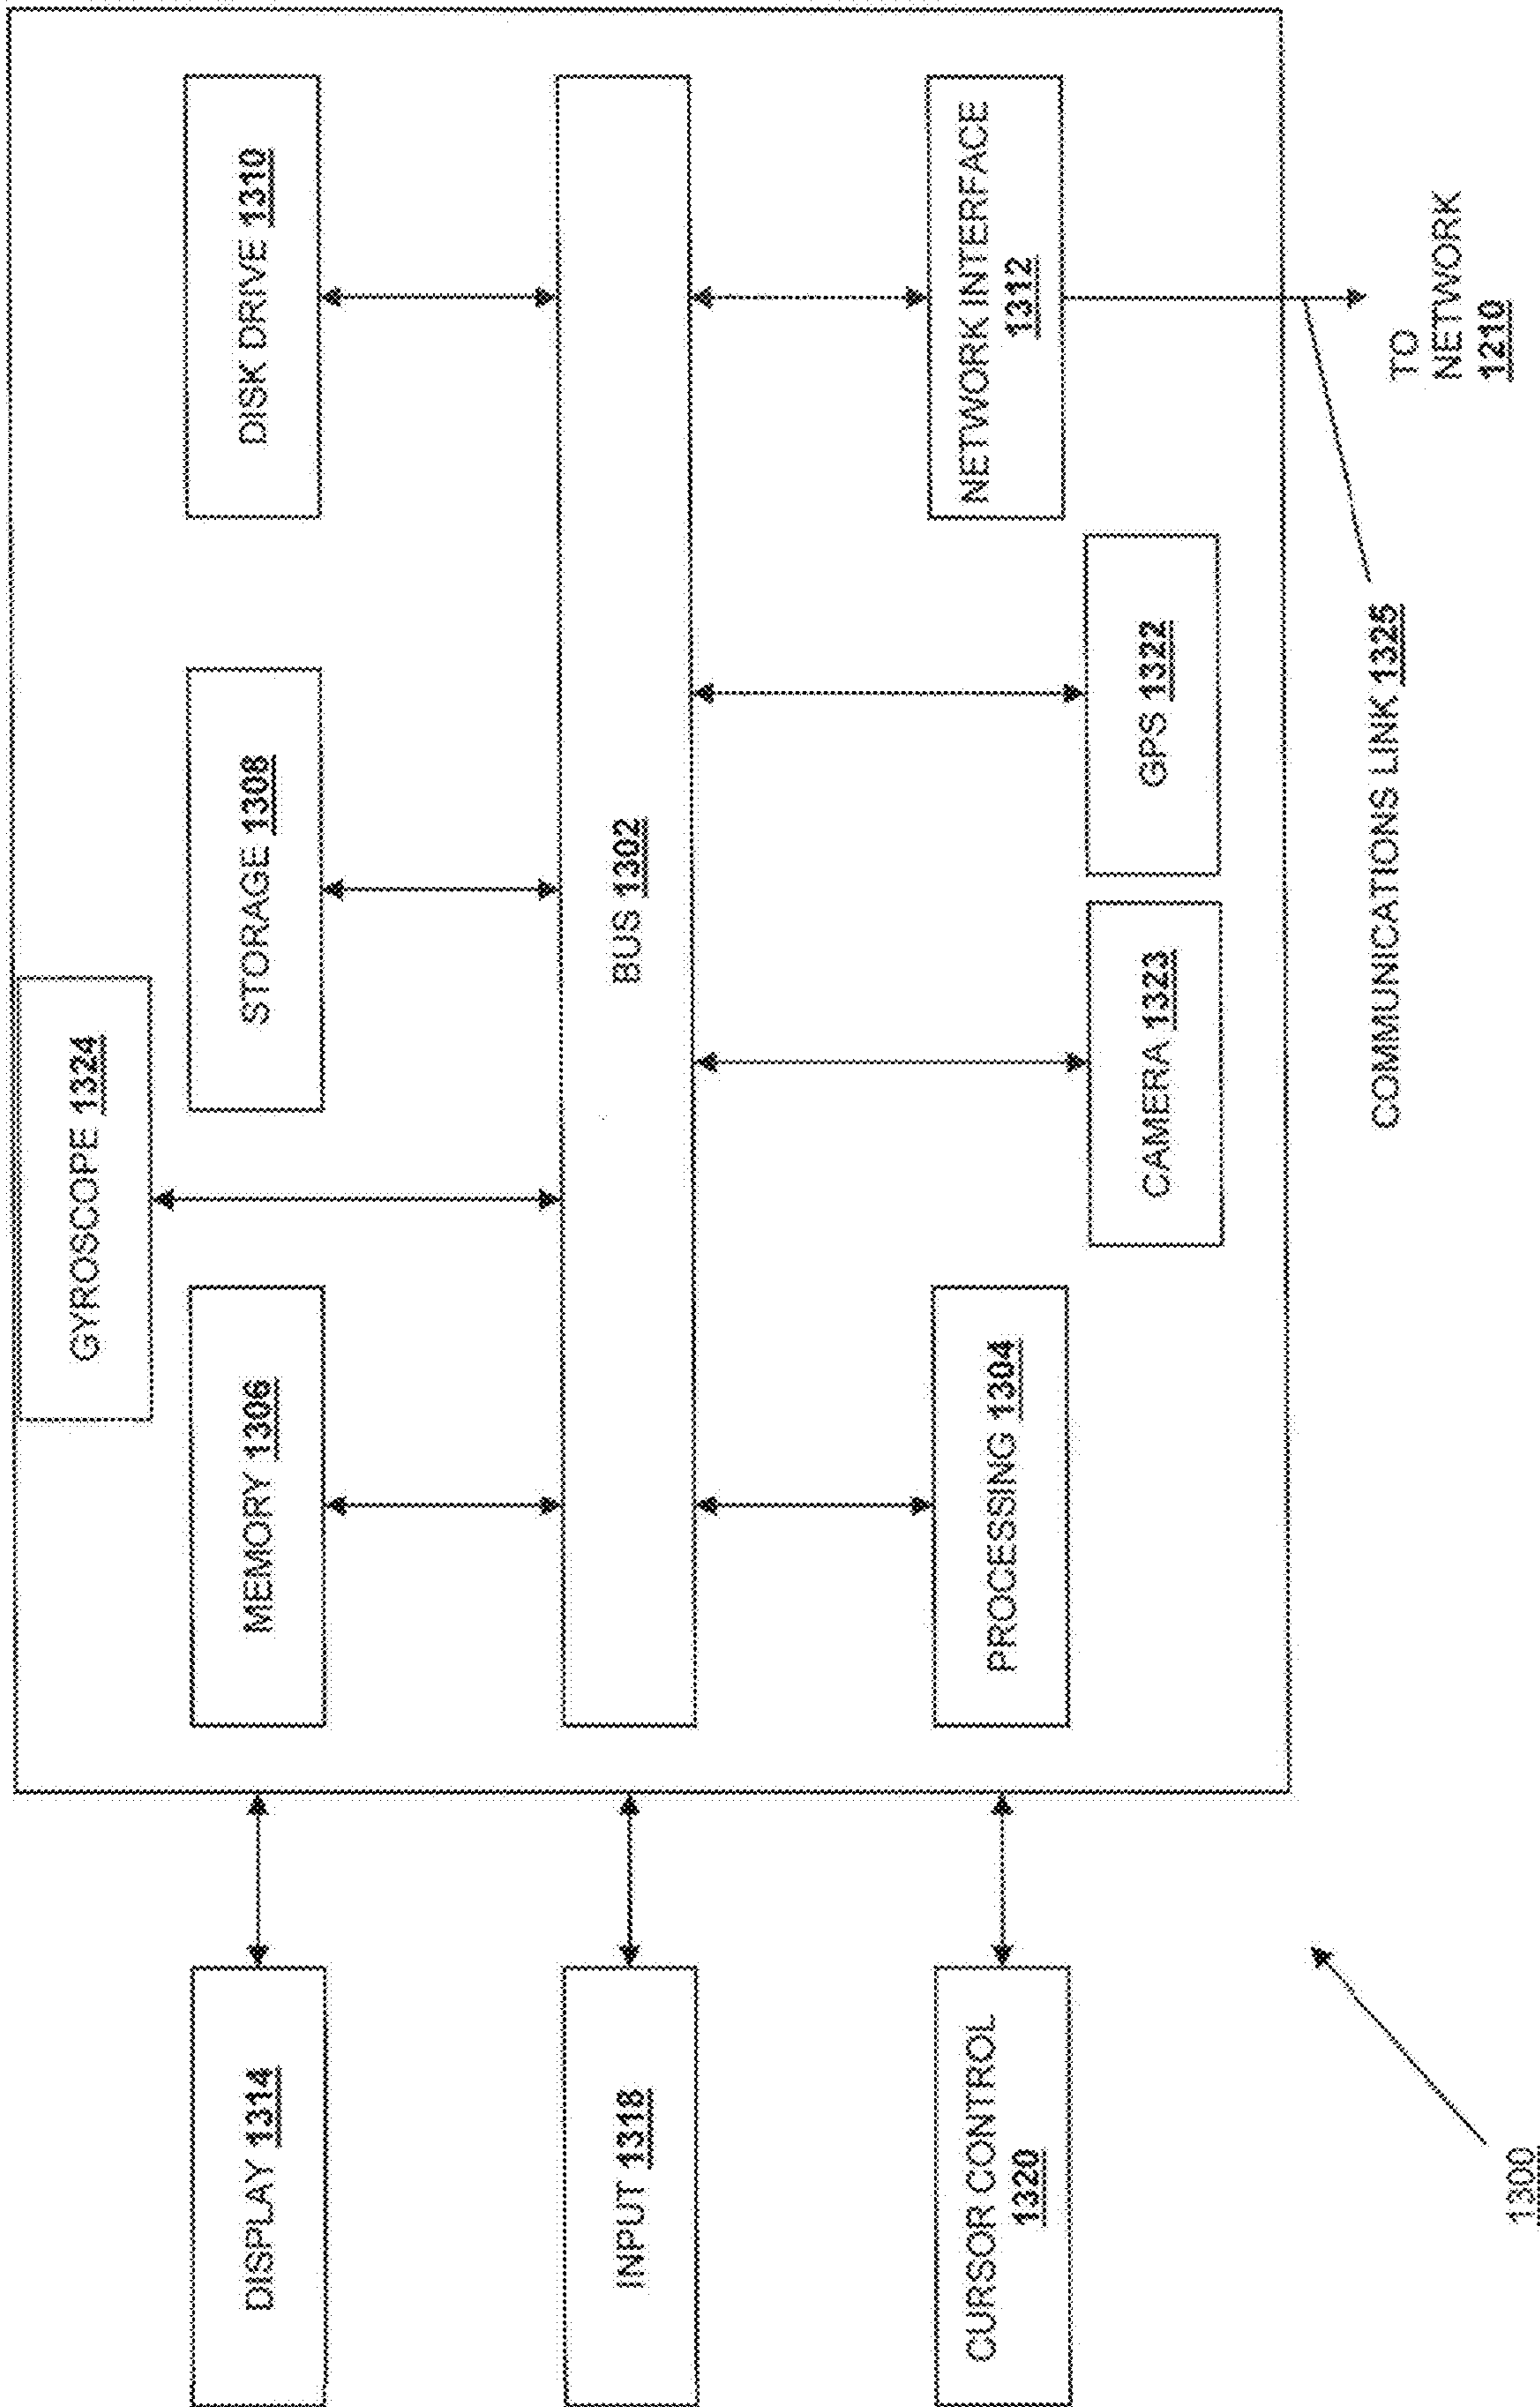 GYROSCOPE 1324
DISPLAY 1314
MEMORY 1306
STORAGE 1308
DISK DRIVE 1310
INPUT 1318
BUS 1302
CURSOR CONTROL
1320
PROCESSING 1304
NETWORK INTERFACE
1312
CAMERA 1323
GPS 1322
COMMUNICATIONS LINK 1325
TO
NETWORK
1210
1300